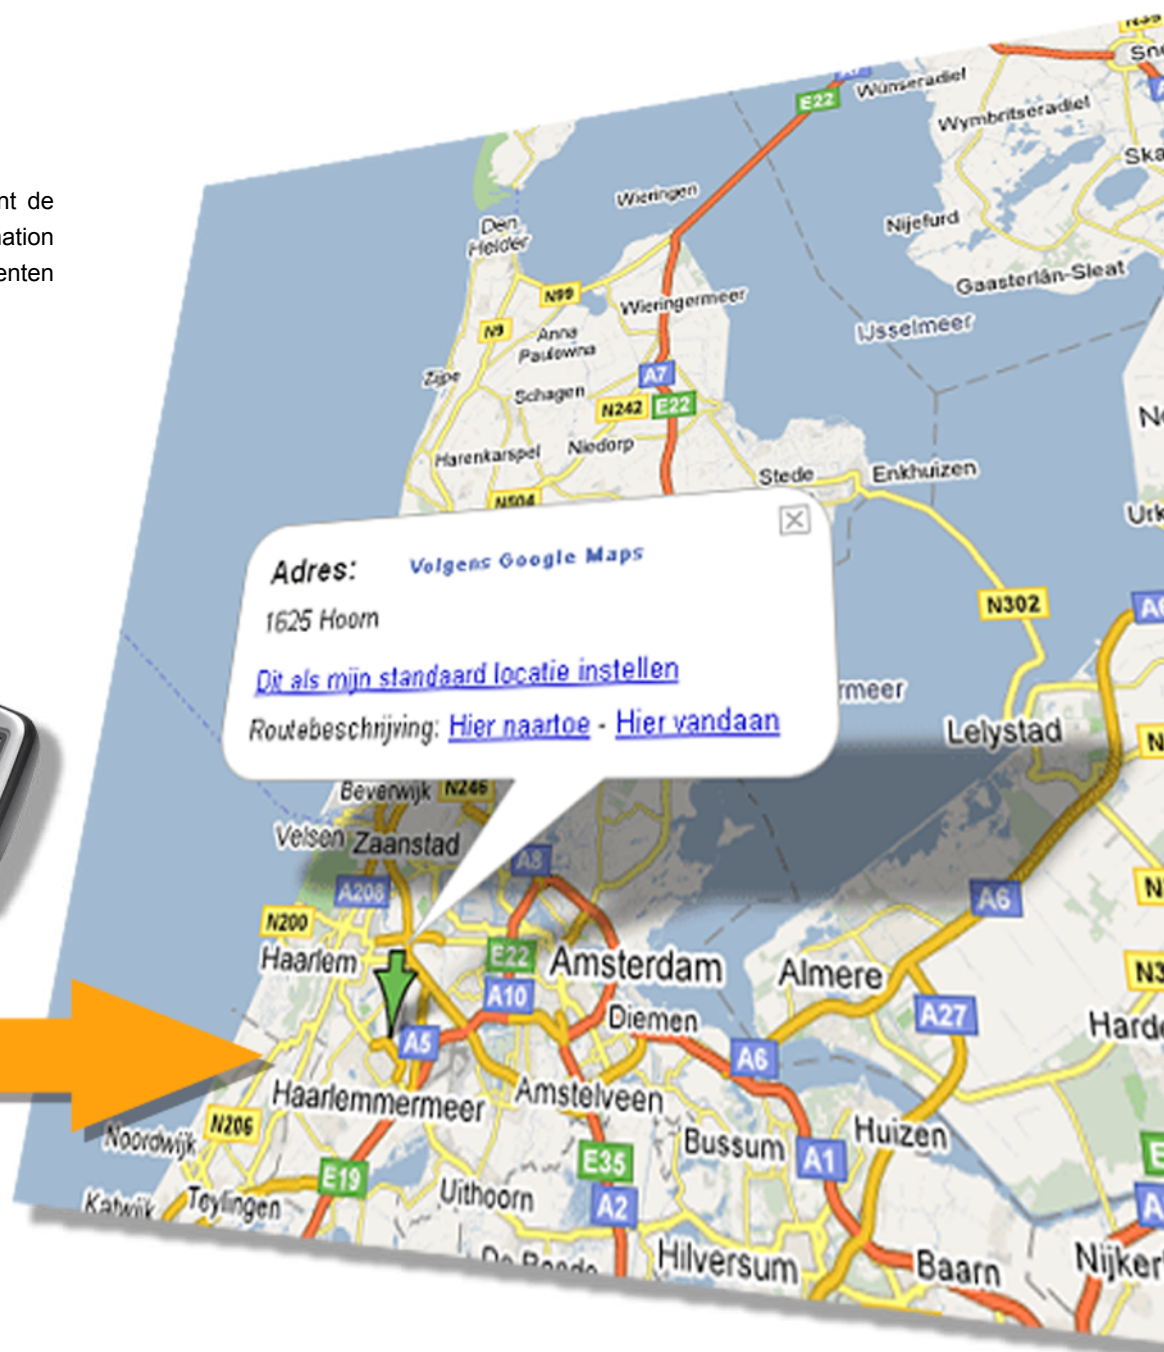 nt de
ation
enten
E22
Wûnseradiel
Wymbritseradiel
Wieringen
Nijefurd
Den
Helder
Gaasterlân-Sleat
N99
Wieringermeer
IJsselmeer
N9
Anna
Paulowna
Zijpe
A7
Schagen
N242
E22
Harenkarspel
Niedorp
Stede
Enkhuizen
N504
Adres:
Volgens Google Maps
1625 Hoorn
Dit als mijn standaard locatie instellen
Routebeschrijving: Hier naartoe - Hier vandaan
N302
rmeer
Lelystad
Beverwijk
N246
Velsen
Zaanstad
A8
A208
A6
N200
Haarlem
E22
Amsterdam
Almere
A10
Diemen
A27
A5
A6
Haarlemmermeer
Amstelveen
N206
Noordwijk
Bussum
Huizen
E35
A1
E19
Katwijk
Teylingen
Uithoorn
A2
Hilversum
Baarn
Nijker